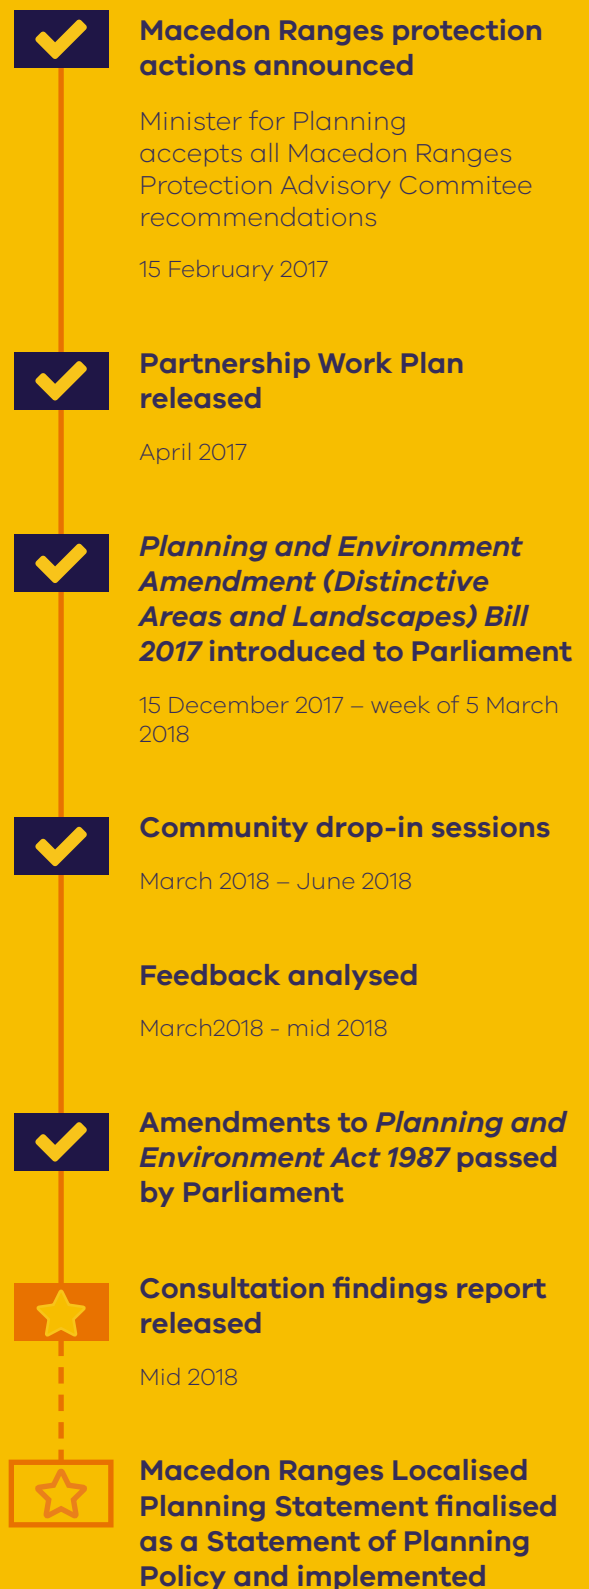 Macedon Ranges protection
actions announced
Minister for Planning
accepts all Macedon Ranges
Protection Advisory Commitee
recommendations
15 February 2017
Partnership Work Plan
released
April 2017
Planning and Environment
Amendment (Distinctive
Areas and Landscapes) Bill
2017 introduced to Parliament
15 December 2017 – week of 5 March
2018
Community drop-in sessions
March 2018 – June 2018
Feedback analysed
March2018 - mid 2018
Amendments to Planning and
Environment Act 1987 passed
by Parliament
Consultation findings report
released
Mid 2018
Macedon Ranges Localised
Planning Statement finalised
as a Statement of Planning
Policy and implemented